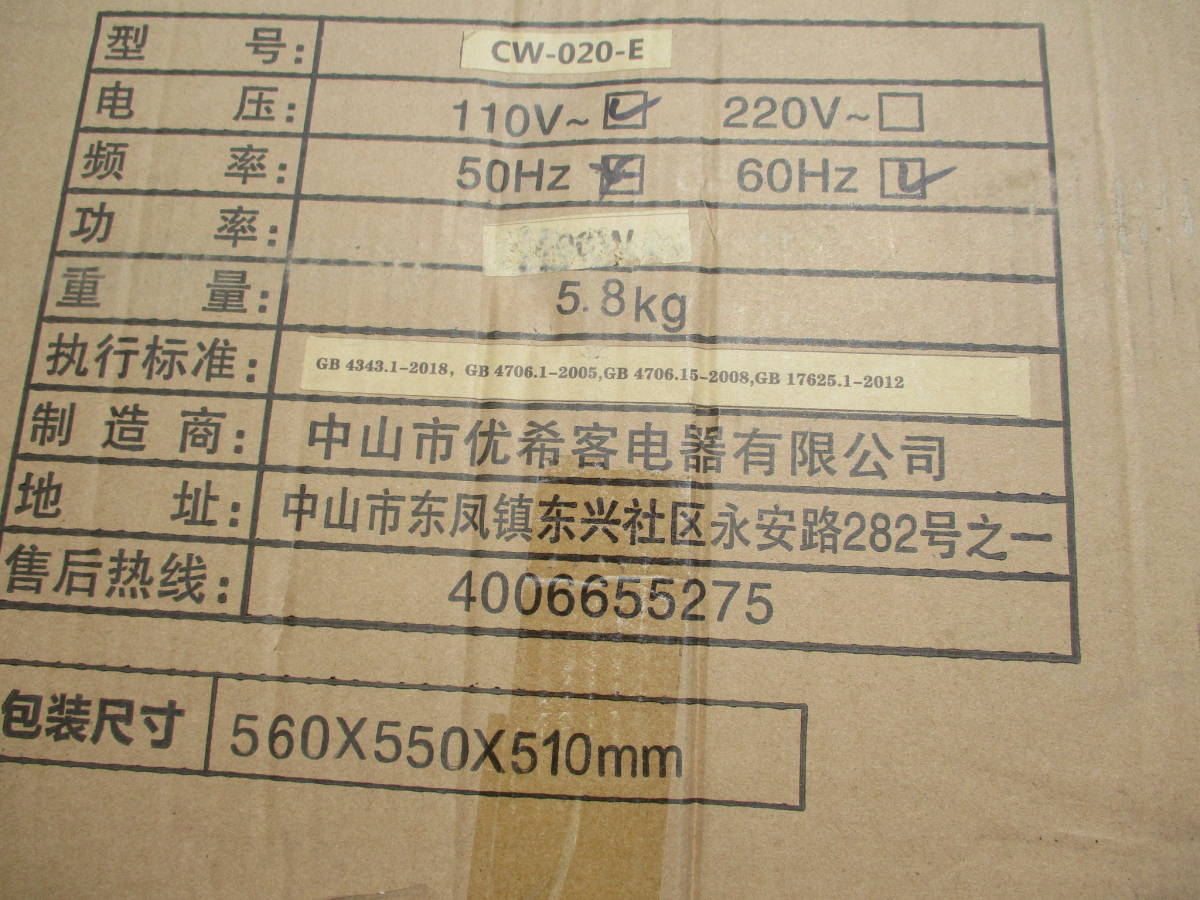 型 号: CW-020-E
电 压: 110V~ 220V~
频 率: 50Hz 60Hz
功 率:
重 量: 5.8kg
执行标准: GB 4343.1-2018，GB 4706.1-2005,GB 4706.15-2008,GB 17625.1-2012
制 造 商: 中山市优希客电器有限公司
地 址: 中山市东凤镇东兴社区永安路282号之一
售后热线: 4006655275
包装尺寸 560X550X510mm